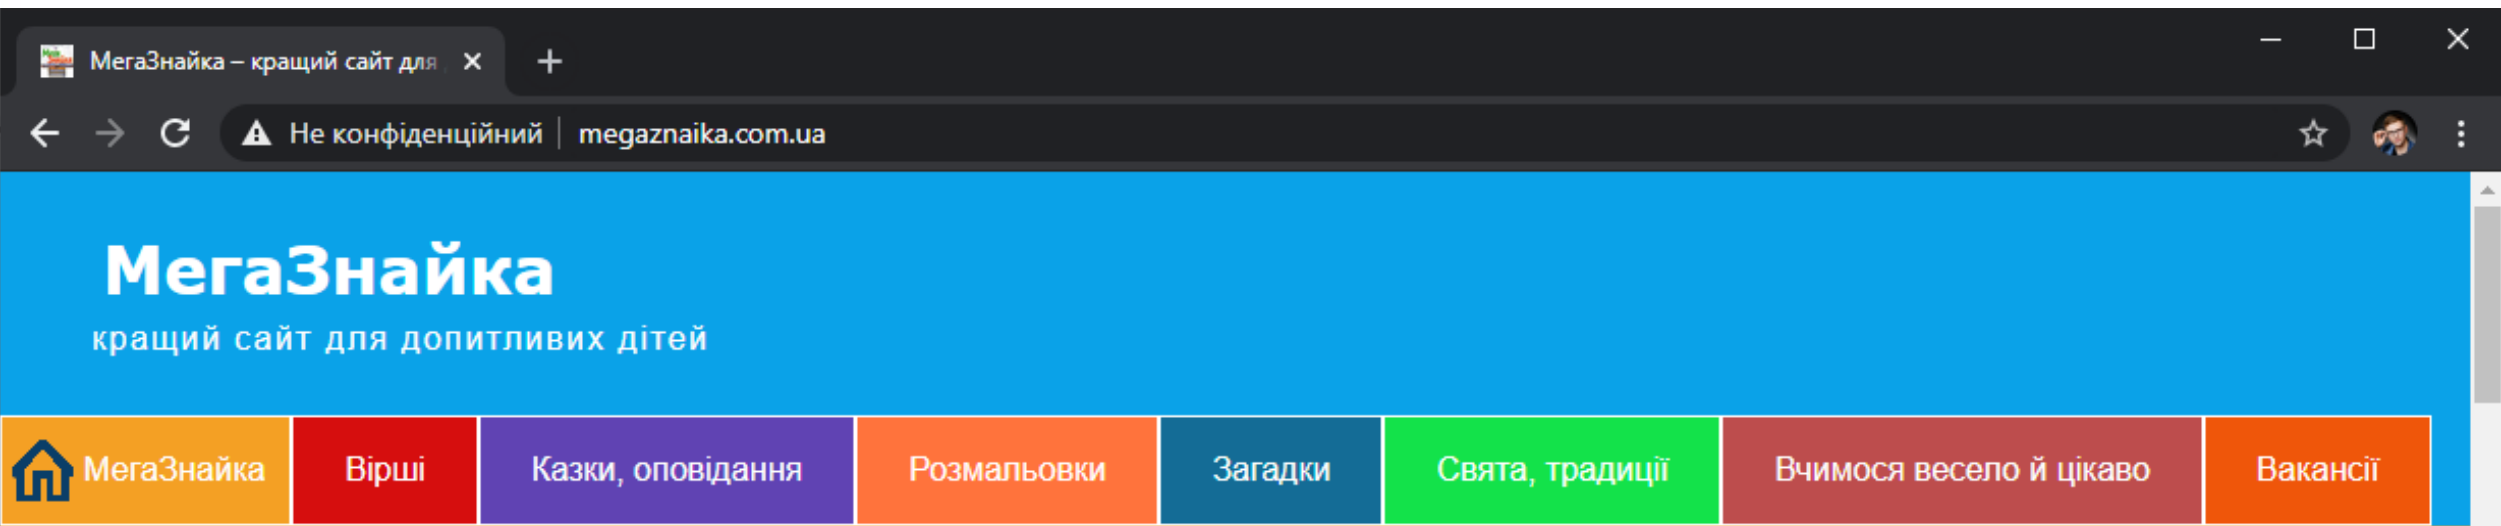 МегаЗнайка – кращий сайт для
Не конфіденційний | megaznaika.com.ua
МегаЗнайка
кращий сайт для допитливих дітей
МегаЗнайка Вірші Казки, оповідання Розмальовки Загадки Свята, традиції Вчимося весело й цікаво Вакансії